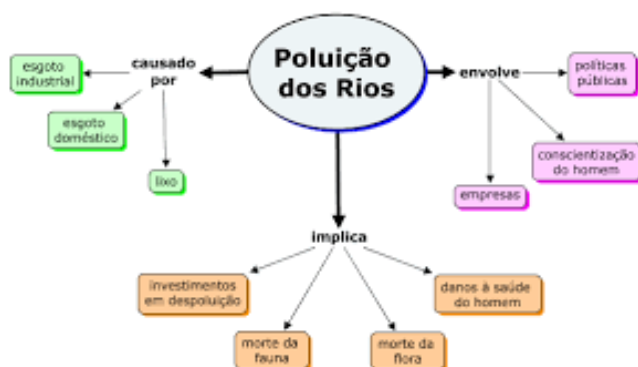 Poluição
dos Rios
causado
por
esgoto
industrial
esgoto
doméstico
lixo
envolve
políticas
públicas
conscientização
do homem
empresas
implica
investimentos
em despoluição
morte da
fauna
morte da
flora
danos à saúde
do homem